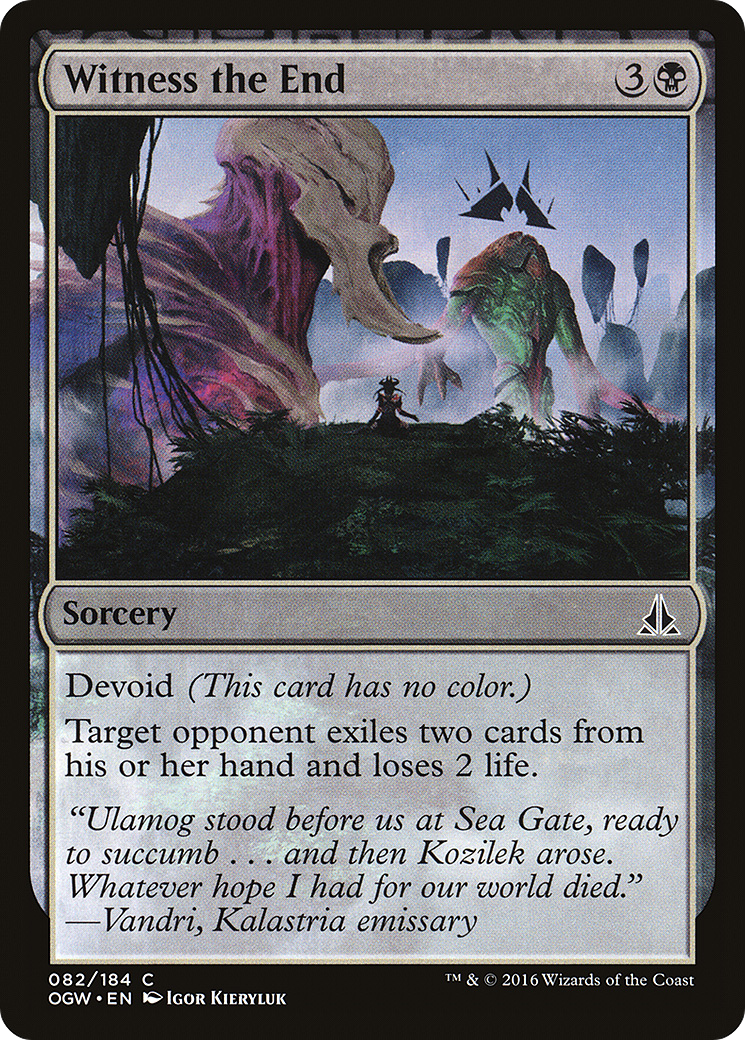 Witness the End
3
Sorcery
Devoid (This card has no color.)
Target opponent exiles two cards from
his or her hand and loses 2 life.
“Ulamog stood before us at Sea Gate, ready
to succumb . . . and then Kozilek arose.
Whatever hope I had for our world died.”
—Vandri, Kalastria emissary
082/184 C
OGW • EN Igor Kieryluk
™ & © 2016 Wizards of the Coast